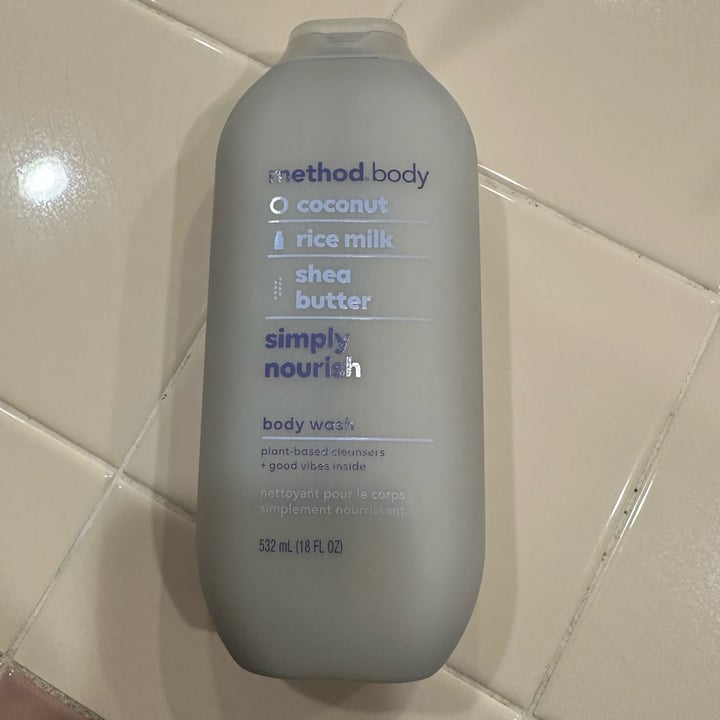 method. body
coconut
rice milk
shea
butter
simply
nourish
body wash
plant-based cleansers
+ good vibes inside
nettoyant pour le corps
simplement nourrissant
532 mL (18 FL OZ)